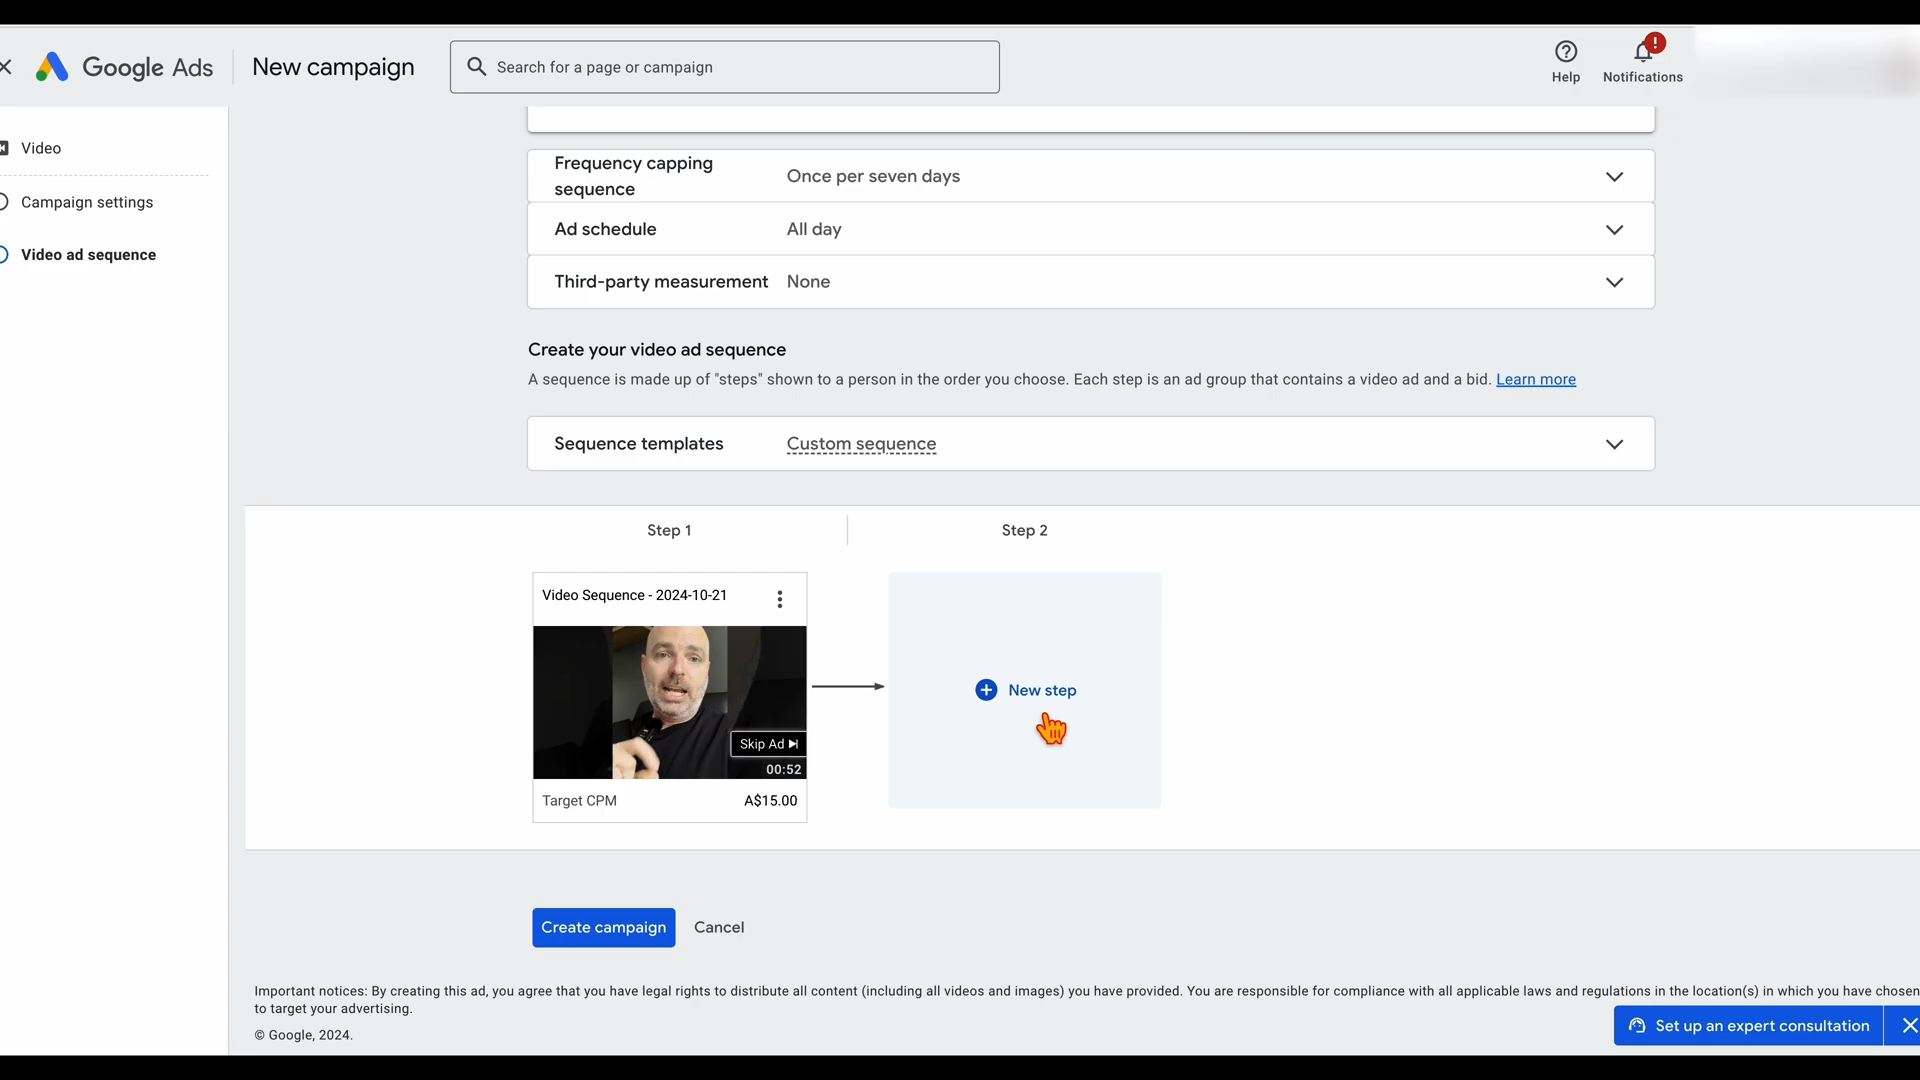 Google Ads
New campaign
Search for a page or campaign
Help
!
Notifications
Video
Campaign settings
Video ad sequence
Frequency capping
sequence
Once per seven days
Ad schedule
All day
Third-party measurement
None
Create your video ad sequence
A sequence is made up of "steps" shown to a person in the order you choose. Each step is an ad group that contains a video ad and a bid. Learn more
Sequence templates
Custom sequence
Step 1
Step 2
Video Sequence - 2024-10-21
Skip Ad
00:52
Target CPM
A$15.00
New step
Create campaign
Cancel
Important notices: By creating this ad, you agree that you have legal rights to distribute all content (including all videos and images) you have provided. You are responsible for compliance with all applicable laws and regulations in the location(s) in which you have chosen
to target your advertising.
© Google, 2024.
Set up an expert consultation